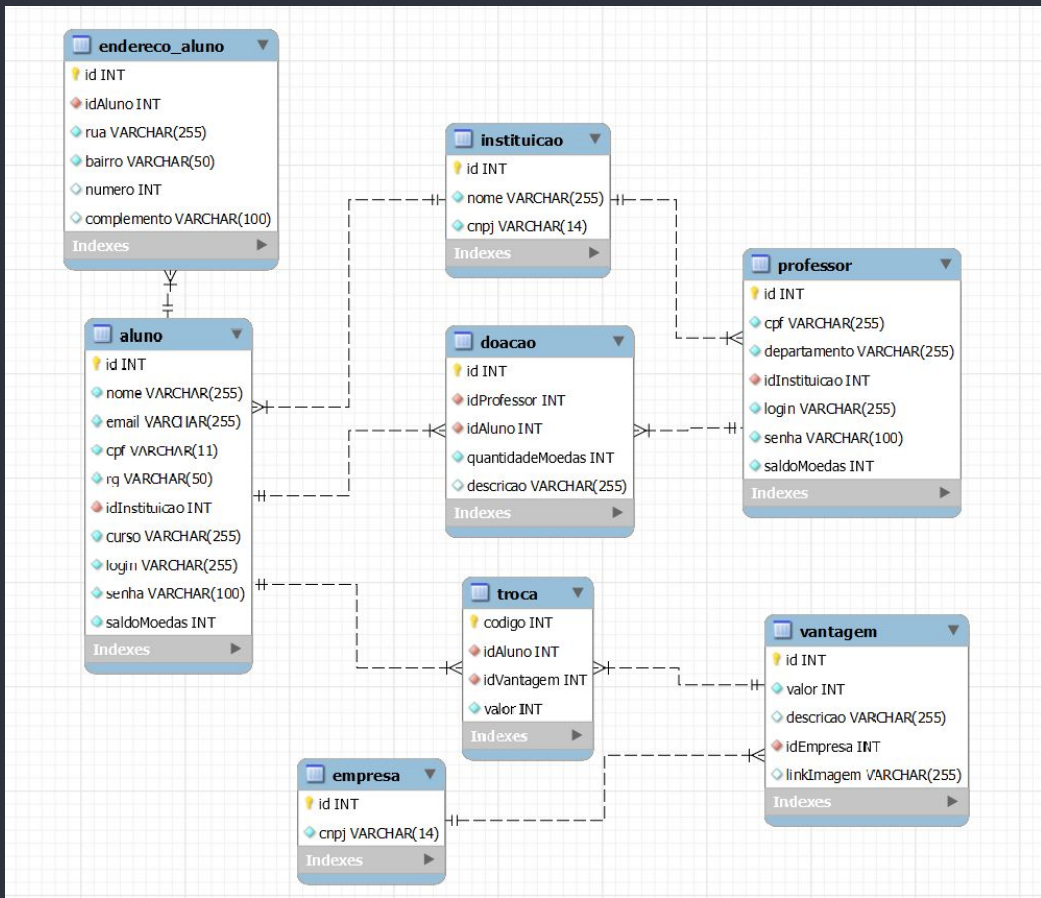 endereco_aluno
id INT
idAluno INT
rua VARCHAR(255)
bairro VARCHAR(50)
numero INT
complemento VARCHAR(100)
Indexes
instituicao
id INT
nome VARCHAR(255)
cnpj VARCHAR(14)
Indexes
professor
id INT
cpf VARCHAR(255)
departamento VARCHAR(255)
idInstituicao INT
login VARCHAR(255)
senha VARCHAR(100)
saldoMoedas INT
Indexes
aluno
id INT
nome VARCHAR(255)
email VARCHAR(255)
cpf VARCHAR(11)
rg VARCHAR(50)
idInstituicao INT
curso VARCHAR(255)
login VARCHAR(255)
senha VARCHAR(100)
saldoMoedas INT
Indexes
doacao
id INT
idProfessor INT
idAluno INT
quantidadeMoedas INT
descricao VARCHAR(255)
Indexes
troca
codigo INT
idAluno INT
idVantagem INT
valor INT
Indexes
vantagem
id INT
valor INT
descricao VARCHAR(255)
idEmpresa INT
linkImagem VARCHAR(255)
Indexes
empresa
id INT
cnpj VARCHAR(14)
Indexes